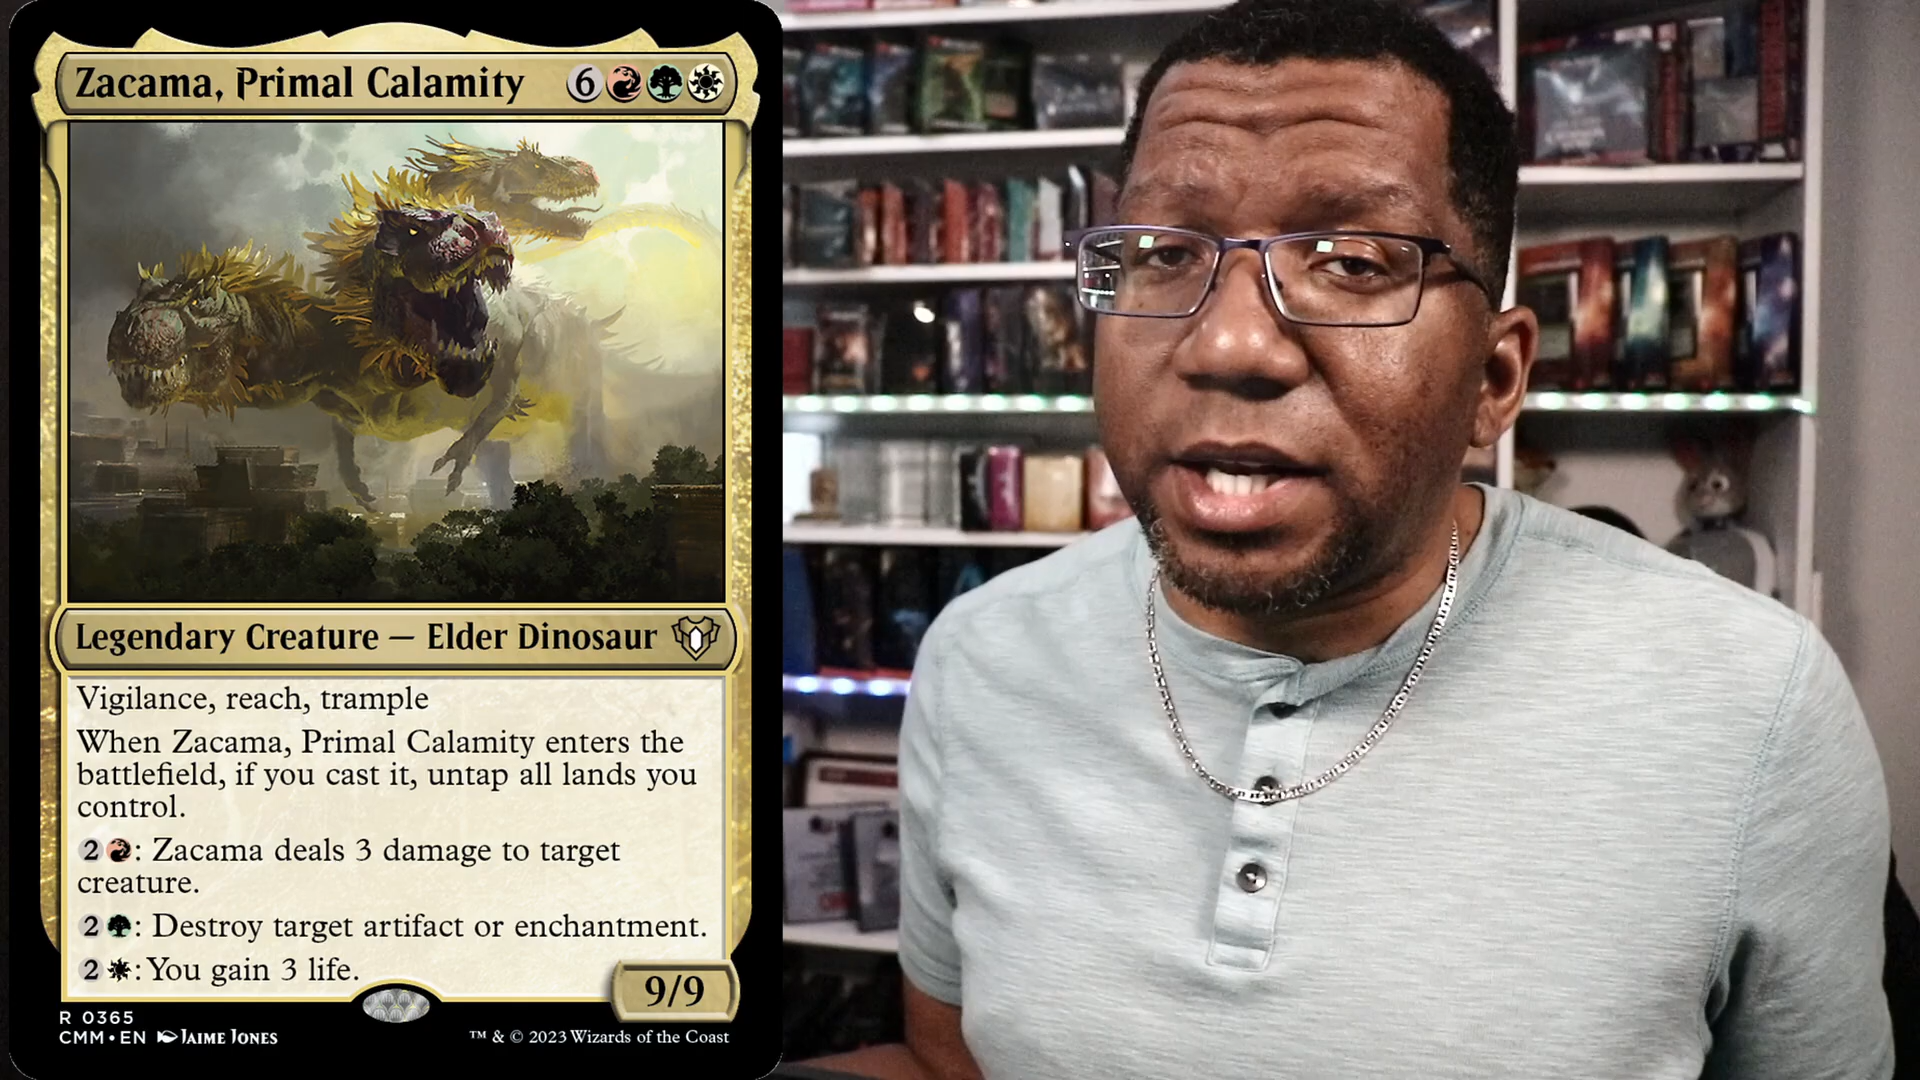 Zacama, Primal Calamity 6
Legendary Creature — Elder Dinosaur
Vigilance, reach, trample
When Zacama, Primal Calamity enters the
battlefield, if you cast it, untap all lands you
control.
2 : Zacama deals 3 damage to target
creature.
2 : Destroy target artifact or enchantment.
2 : You gain 3 life.
9/9
R 0365
CMM • EN JAIME JONES
™ & © 2023 Wizards of the Coast